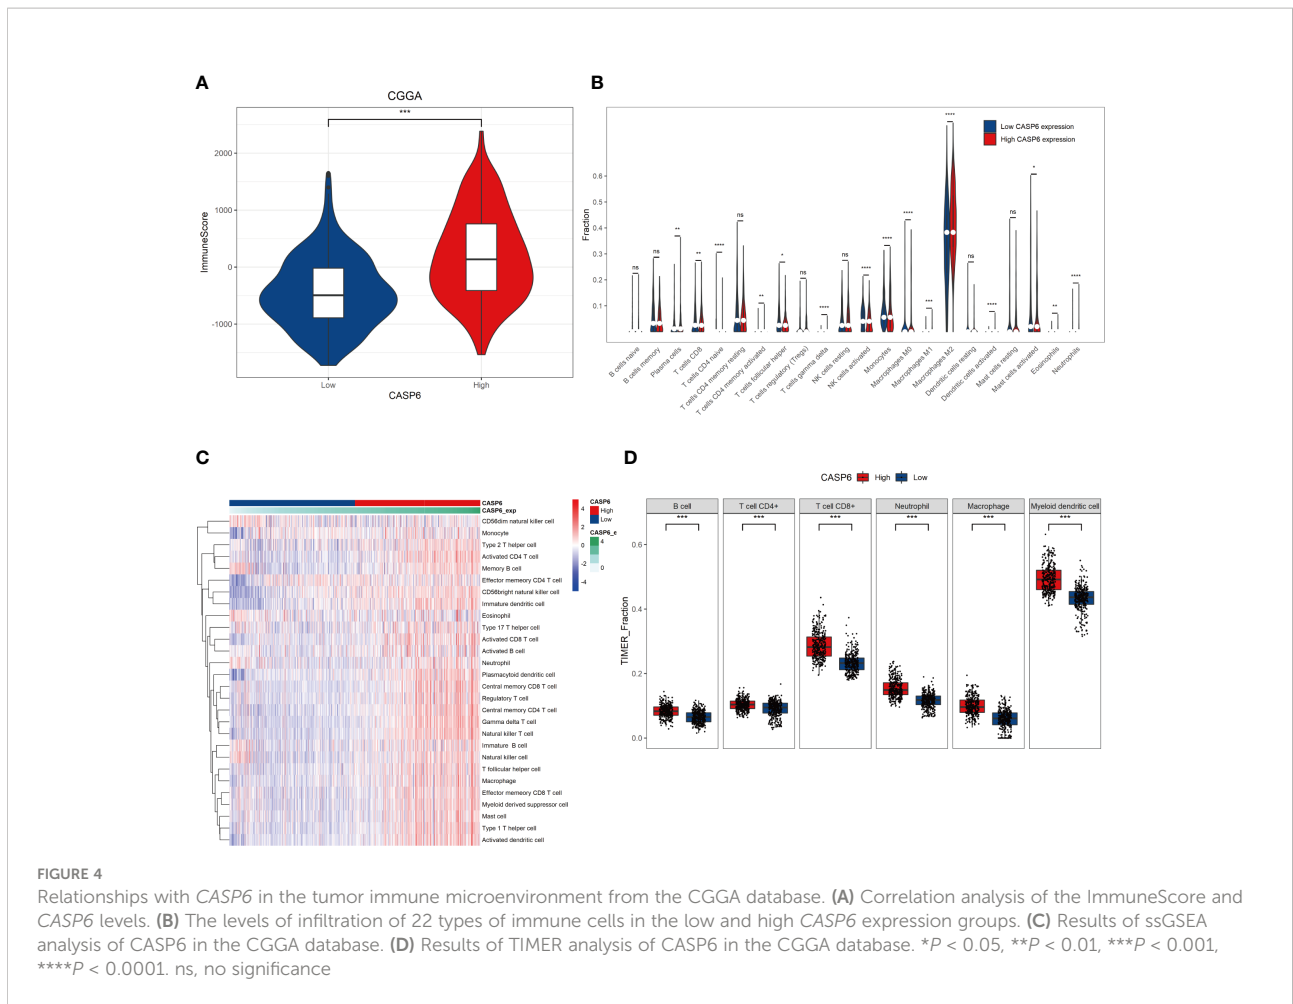 A
CGGA
***
ImmuneScore
2000
1000
0
-1000
Low
High
CASP6
B
Low CASP6 expression
High CASP6 expression
Fraction
0.6
0.5
0.4
0.3
0.2
0.1
ns
ns
**
**
****
ns
**
*
ns
****
ns
****
****
****
***
****
ns
****
ns
*
**
****
B cells naive
B cells memory
Plasma cells
T cells CD8
T cells CD4 naive
T cells CD4 memory resting
T cells CD4 memory activated
T cells follicular helper
T cells regulatory (Tregs)
T cells gamma delta
NK cells resting
NK cells activated
Monocytes
Macrophages M0
Macrophages M1
Macrophages M2
Dendritic cells resting
Dendritic cells activated
Mast cells resting
Mast cells activated
Eosinophils
Neutrophils
C
CASP6
CASP6_exp
CD56dim natural killer cell
Monocyte
Type 2 T helper cell
Activated CD4 T cell
Memory B cell
Effector memeory CD4 T cell
CD56bright natural killer cell
Immature dendritic cell
Eosinophil
Type 17 T helper cell
Activated CD8 T cell
Activated B cell
Neutrophil
Plasmacytoid dendritic cell
Central memory CD8 T cell
Regulatory T cell
Central memory CD4 T cell
Gamma delta T cell
Natural killer T cell
Immature B cell
Natural killer cell
T follicular helper cell
Macrophage
Effector memeory CD8 T cell
Myeloid derived suppressor cell
Mast cell
Type 1 T helper cell
Activated dendritic cell
4
2
0
-2
-4
CASP6
High
Low
CASP6_e
4
0
D
CASP6 High Low
B cell
T cell CD4+
T cell CD8+
Neutrophil
Macrophage
Myeloid dendritic cell
***
***
***
***
***
***
TIMER_Fraction
0.6
0.4
0.2
0.0
FIGURE 4
Relationships with CASP6 in the tumor immune microenvironment from the CGGA database. (A) Correlation analysis of the ImmuneScore and
CASP6 levels. (B) The levels of infiltration of 22 types of immune cells in the low and high CASP6 expression groups. (C) Results of ssGSEA
analysis of CASP6 in the CGGA database. (D) Results of TIMER analysis of CASP6 in the CGGA database. *P < 0.05, **P < 0.01, ***P < 0.001,
****P < 0.0001. ns, no significance